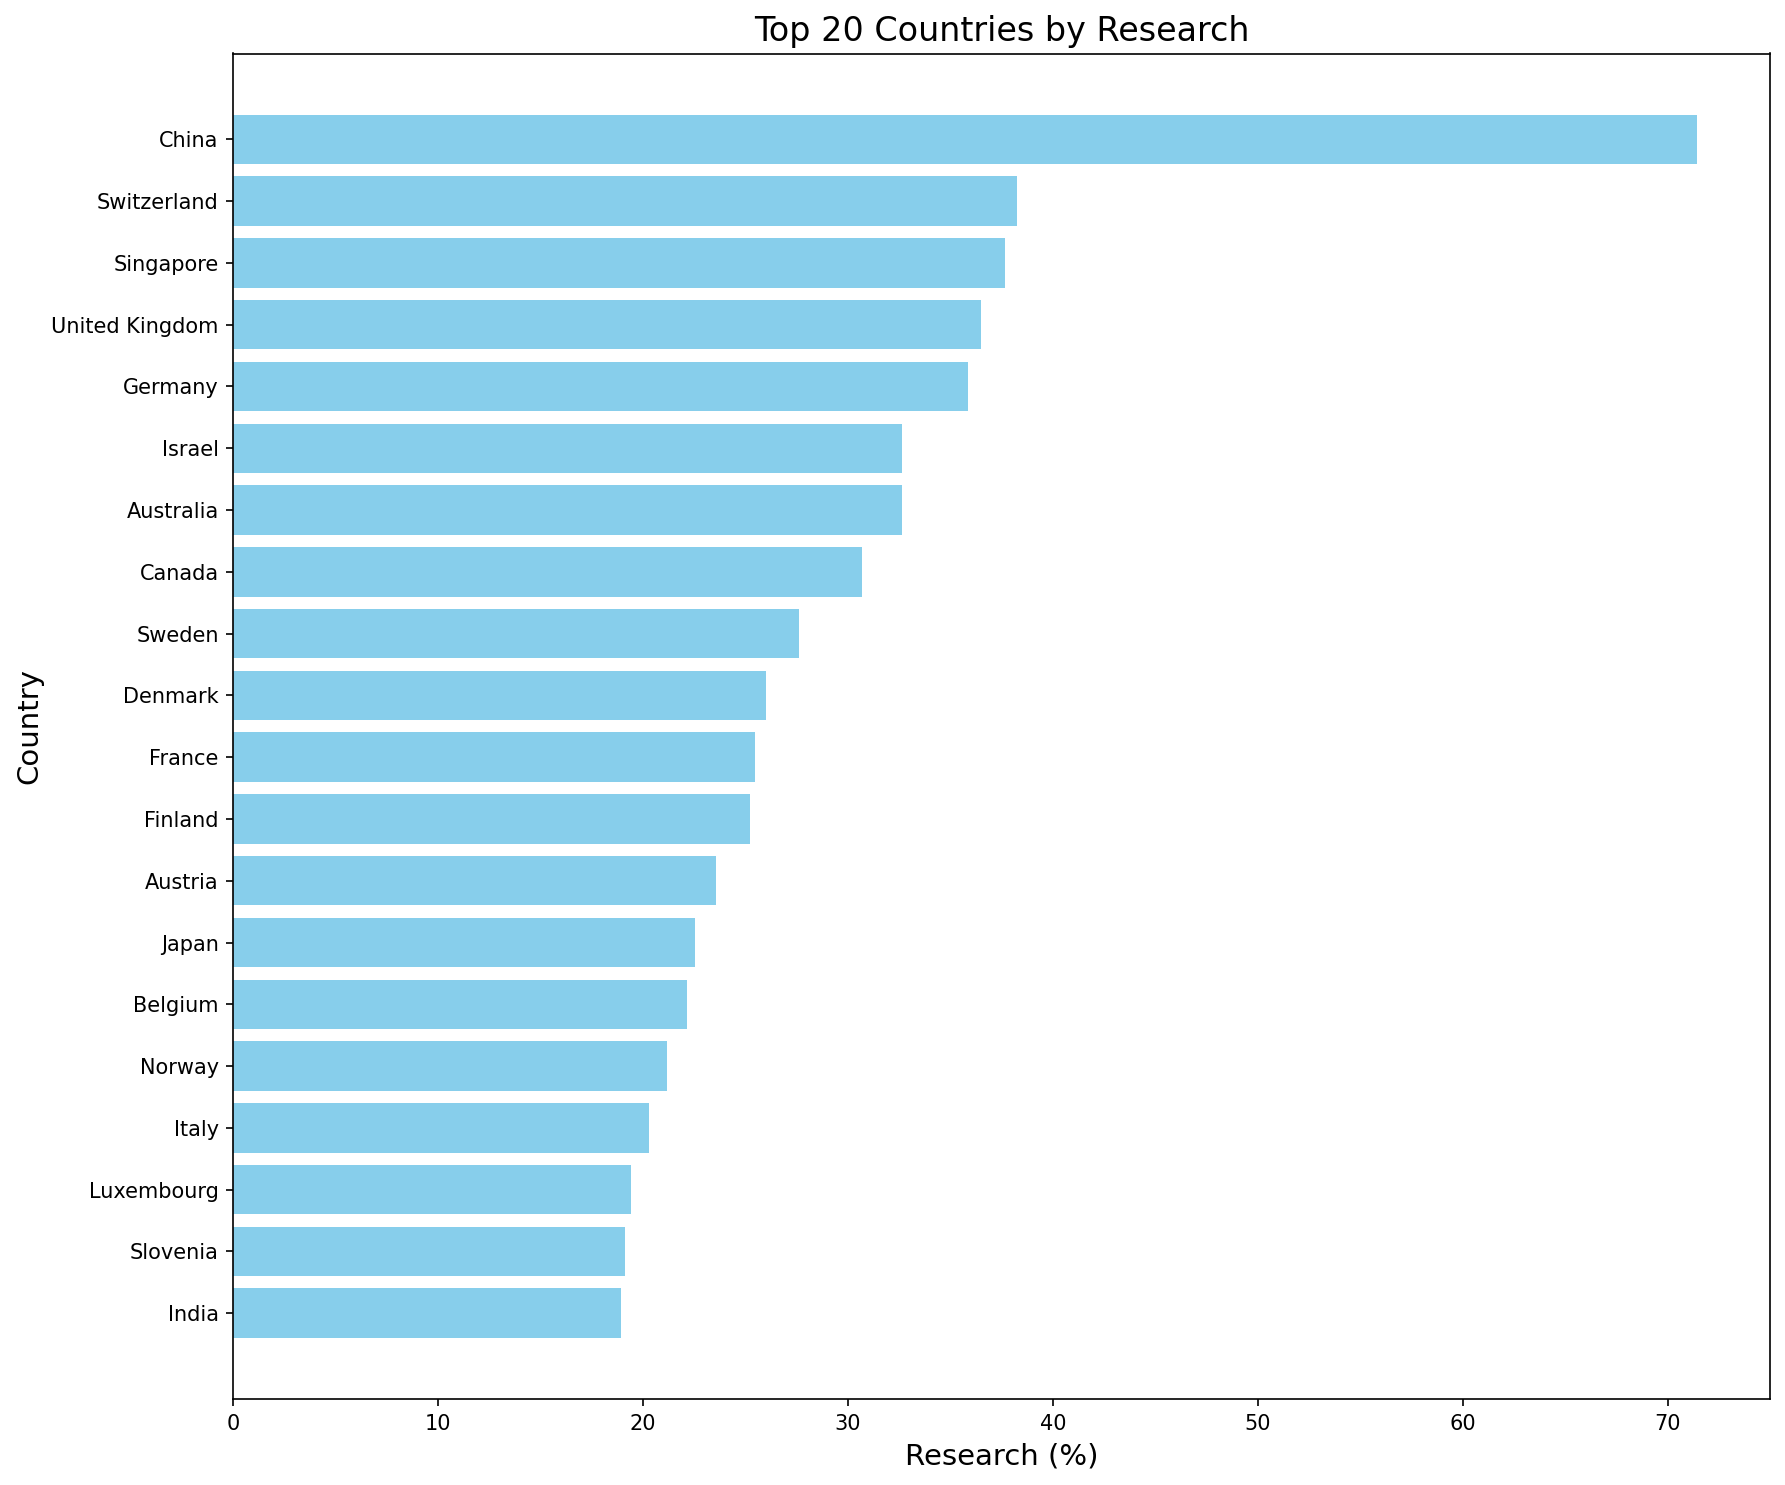 Top 20 Countries by Research
China
Switzerland
Singapore
United Kingdom
Germany
Israel
Australia
Canada
Sweden
Denmark
France
Finland
Austria
Japan
Belgium
Norway
Italy
Luxembourg
Slovenia
India
Country
0 10 20 30 40 50 60 70
Research (%)